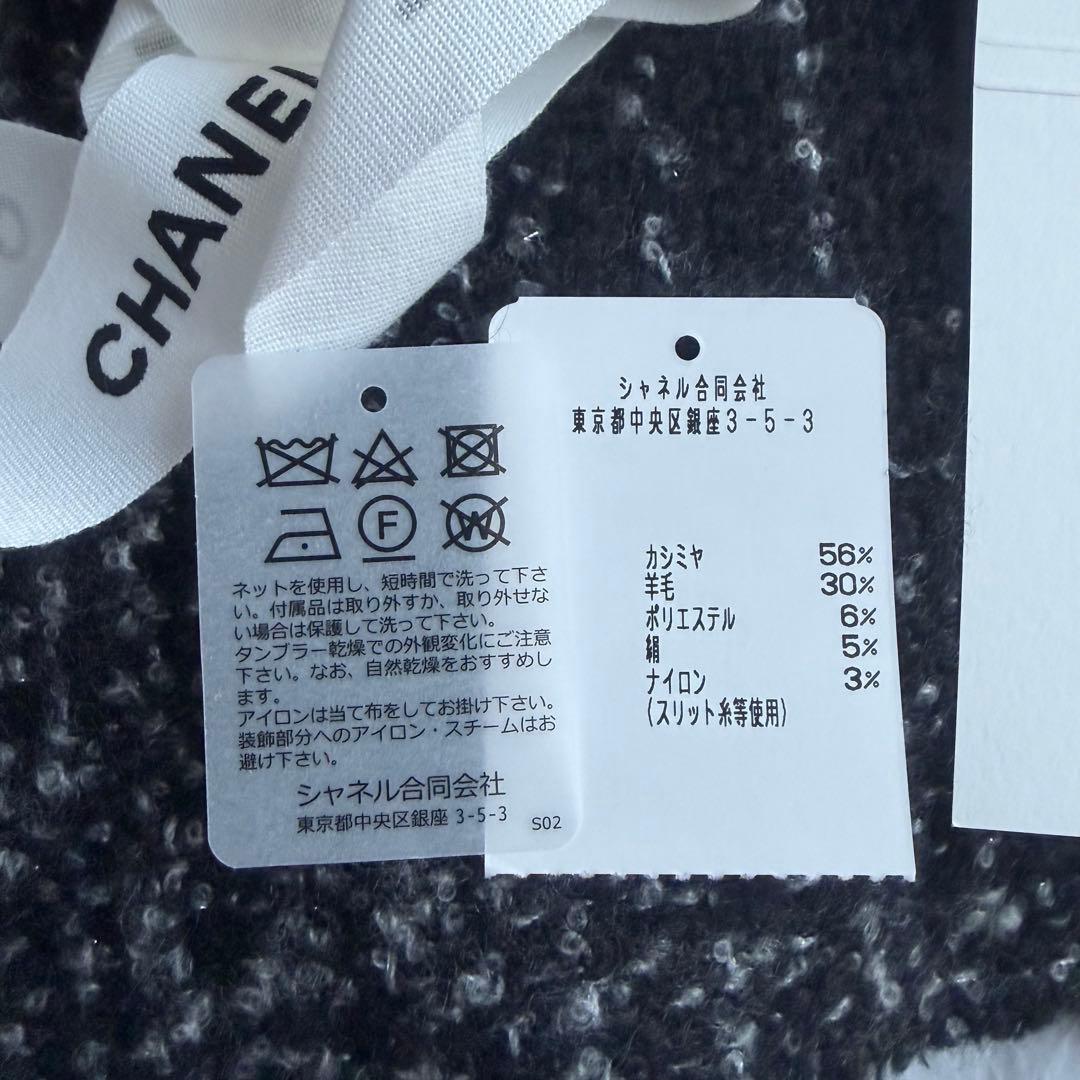 CHANEL
F
W
ネットを使用し、短時間で洗って下さ
い。付属品は取り外すか、取り外せな
い場合は保護して洗って下さい。
タンブラー乾燥での外観変化にご注意
下さい。なお、自然乾燥をおすすめし
ます。
アイロンは当て布をしてお掛け下さい。
装飾部分へのアイロン・スチームはお
避け下さい。
シャネル合同会社
東京都中央区銀座 3-5-3
S02
シャネル合同会社
東京都中央区銀座3-5-3
カシミヤ 56%
羊毛 30%
ポリエステル 6%
絹 5%
ナイロン 3%
(スリット糸等使用)